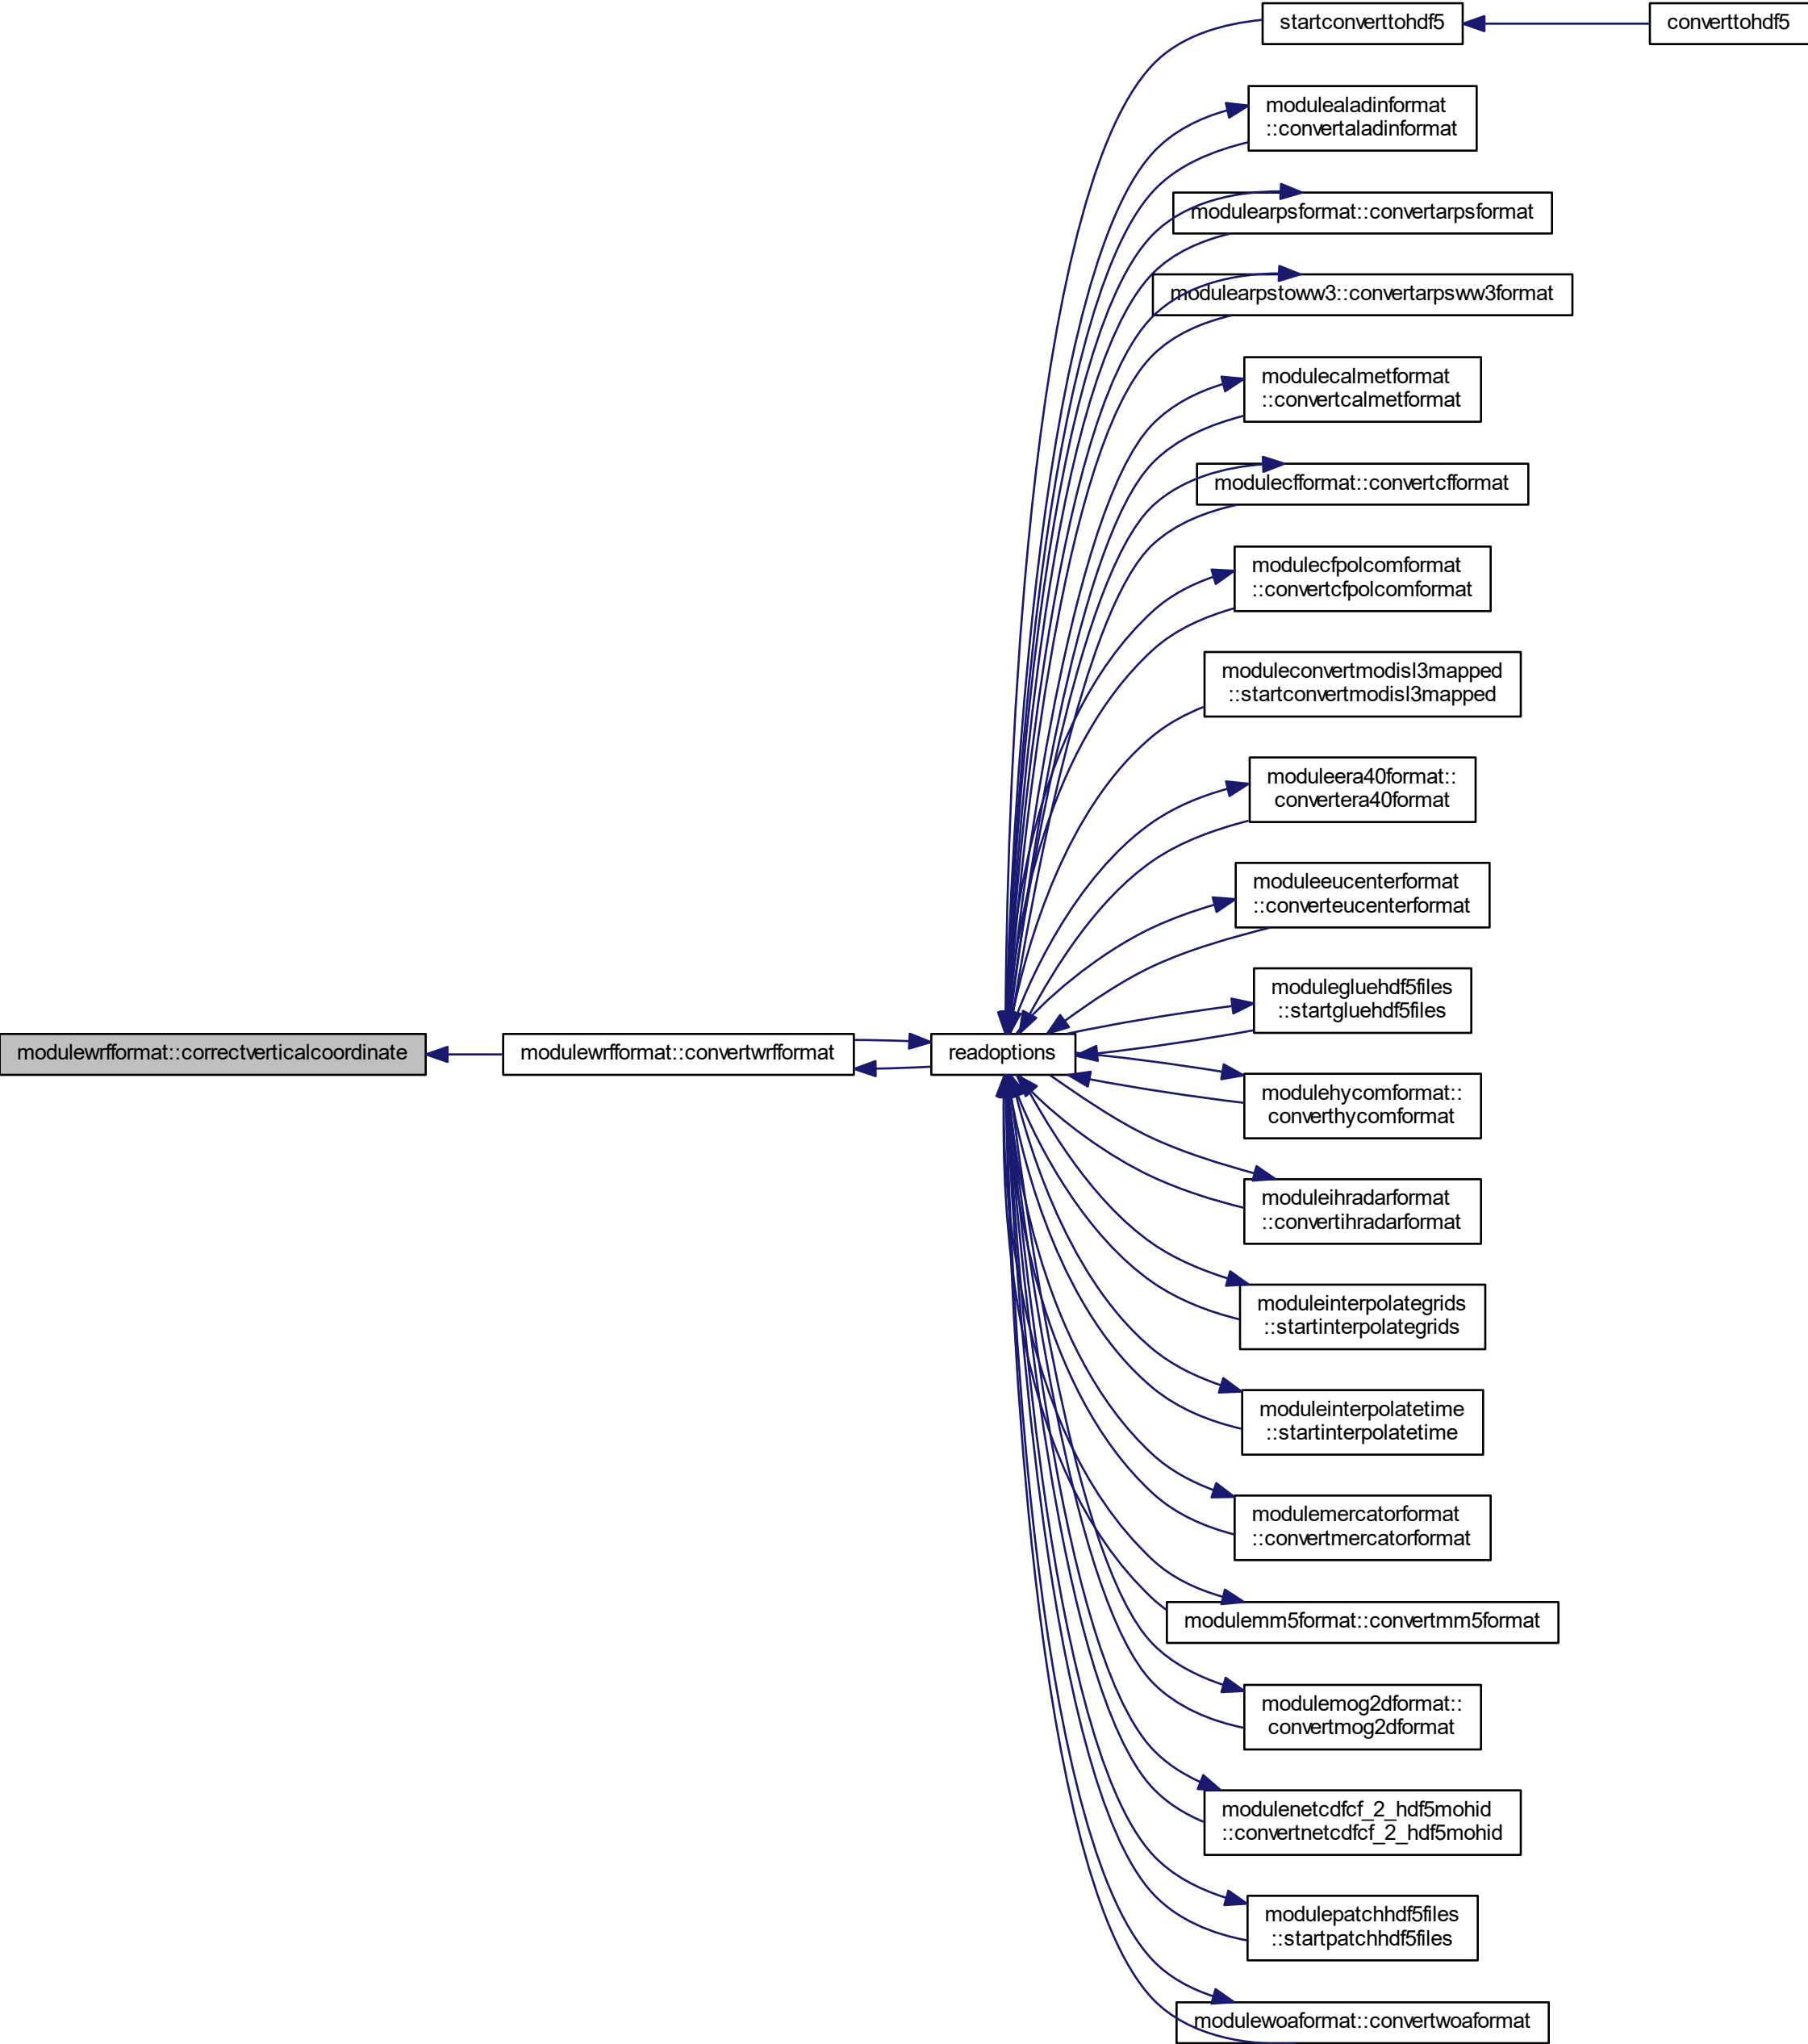 startconverttohdf5
converttohdf5
modulealadinformat
::convertaladinformat
modulearpsformat::convertarpsformat
modulearpstoww3::convertarpsww3format
modulecalmetformat
::convertcalmetformat
modulecfformat::convertcfformat
modulecfpolcomformat
::convertcfpolcomformat
moduleconvertmodisl3mapped
::startconvertmodisl3mapped
moduleera40format::
convertera40format
moduleeucenterformat
::converteucenterformat
modulegluehdf5files
::startgluehdf5files
modulewrfformat::correctverticalcoordinate
modulewrfformat::convertwrfformat
readoptions
modulehycomformat::
converthycomformat
moduleihradarformat
::convertihradarformat
moduleinterpolategrids
::startinterpolategrids
moduleinterpolatetime
::startinterpolatetime
modulemercatorformat
::convertmercatorformat
modulemm5format::convertmm5format
modulemog2dformat::
convertmog2dformat
modulenetcdfcf_2_hdf5mohid
::convertnetcdfcf_2_hdf5mohid
modulepatchhdf5files
::startpatchhdf5files
modulewoaformat::convertwoaformat